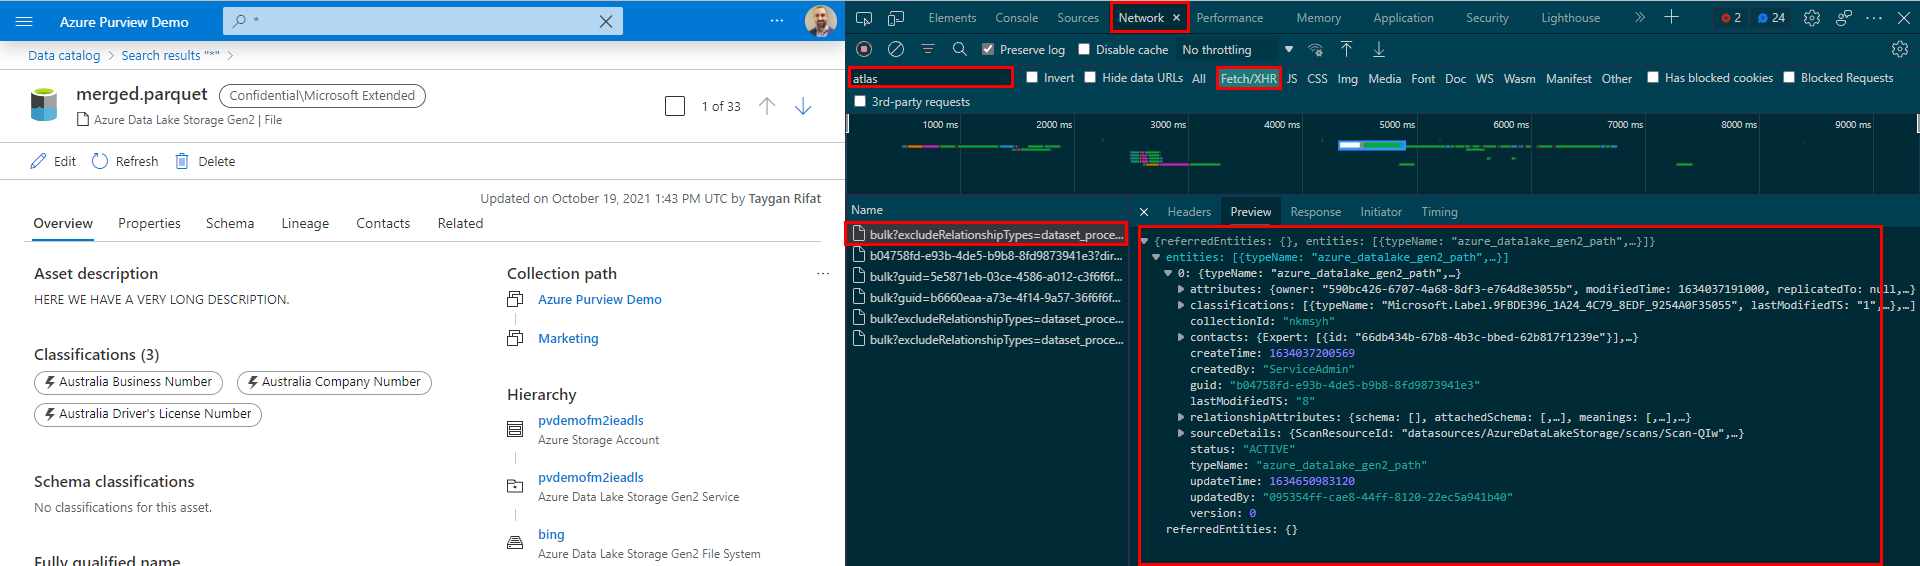 Azure Purview Demo
*
Data catalog
Search results "*"
merged.parquet
Confidential\Microsoft Extended
Azure Data Lake Storage Gen2 | File
1 of 33
Edit
Refresh
Delete
Updated on October 19, 2021 1:43 PM UTC by Taygan Rifat
Overview
Properties
Schema
Lineage
Contacts
Related
Asset description
HERE WE HAVE A VERY LONG DESCRIPTION.
Classifications (3)
Australia Business Number
Australia Company Number
Australia Driver's License Number
Schema classifications
No classifications for this asset.
Fully qualified name
Collection path
Azure Purview Demo
Marketing
Hierarchy
pvdemofm2ieadls
Azure Storage Account
pvdemofm2ieadls
Azure Data Lake Storage Gen2 Service
bing
Azure Data Lake Storage Gen2 File System
Elements
Console
Sources
Network
Performance
Memory
Application
Security
Lighthouse
2
24
Preserve log
Disable cache
No throttling
atlas
Invert
Hide data URLs
All
Fetch/XHR
JS
CSS
Img
Media
Font
Doc
WS
Wasm
Manifest
Other
Has blocked cookies
Blocked Requests
3rd-party requests
1000 ms
2000 ms
3000 ms
4000 ms
5000 ms
6000 ms
7000 ms
8000 ms
9000 ms
Name
bulk?excludeRelationshipTypes=dataset_proce...
b04758fd-e93b-4de5-b9b8-8fd9873941e3?dir...
bulk?guid=5e5871eb-03ce-4586-a012-c3f6f6f...
bulk?guid=b6660eaa-a73e-4f14-9a57-36f6f6f...
bulk?excludeRelationshipTypes=dataset_proce...
bulk?excludeRelationshipTypes=dataset_proce...
Headers
Preview
Response
Initiator
Timing
{referredEntities: {}, entities: [{typeName: "azure_datalake_gen2_path",…}]}
entities: [{typeName: "azure_datalake_gen2_path",…}]
0: {typeName: "azure_datalake_gen2_path",…}
attributes: {owner: "590bc426-6707-4a68-8df3-e764d8e3055b", modifiedTime: 1634037191000, replicatedTo: null,…}
classifications: [{typeName: "Microsoft.Label.9FBDE396_1A24_4C79_8EDF_9254A0F35055", lastModifiedTS: "1",…},…]
collectionId: "nkmsyh"
contacts: {Expert: [{id: "66db434b-67b8-4b3c-bbed-62b817f1239e"}],…}
createTime: 1634037200569
createdBy: "ServiceAdmin"
guid: "b04758fd-e93b-4de5-b9b8-8fd9873941e3"
lastModifiedTS: "8"
relationshipAttributes: {schema: [], attachedSchema: [,…], meanings: [,…],…}
sourceDetails: {ScanResourceId: "datasources/AzureDataLakeStorage/scans/Scan-QIw",…}
status: "ACTIVE"
typeName: "azure_datalake_gen2_path"
updateTime: 1634650983120
updatedBy: "095354ff-cae8-44ff-8120-22ec5a941b40"
version: 0
referredEntities: {}